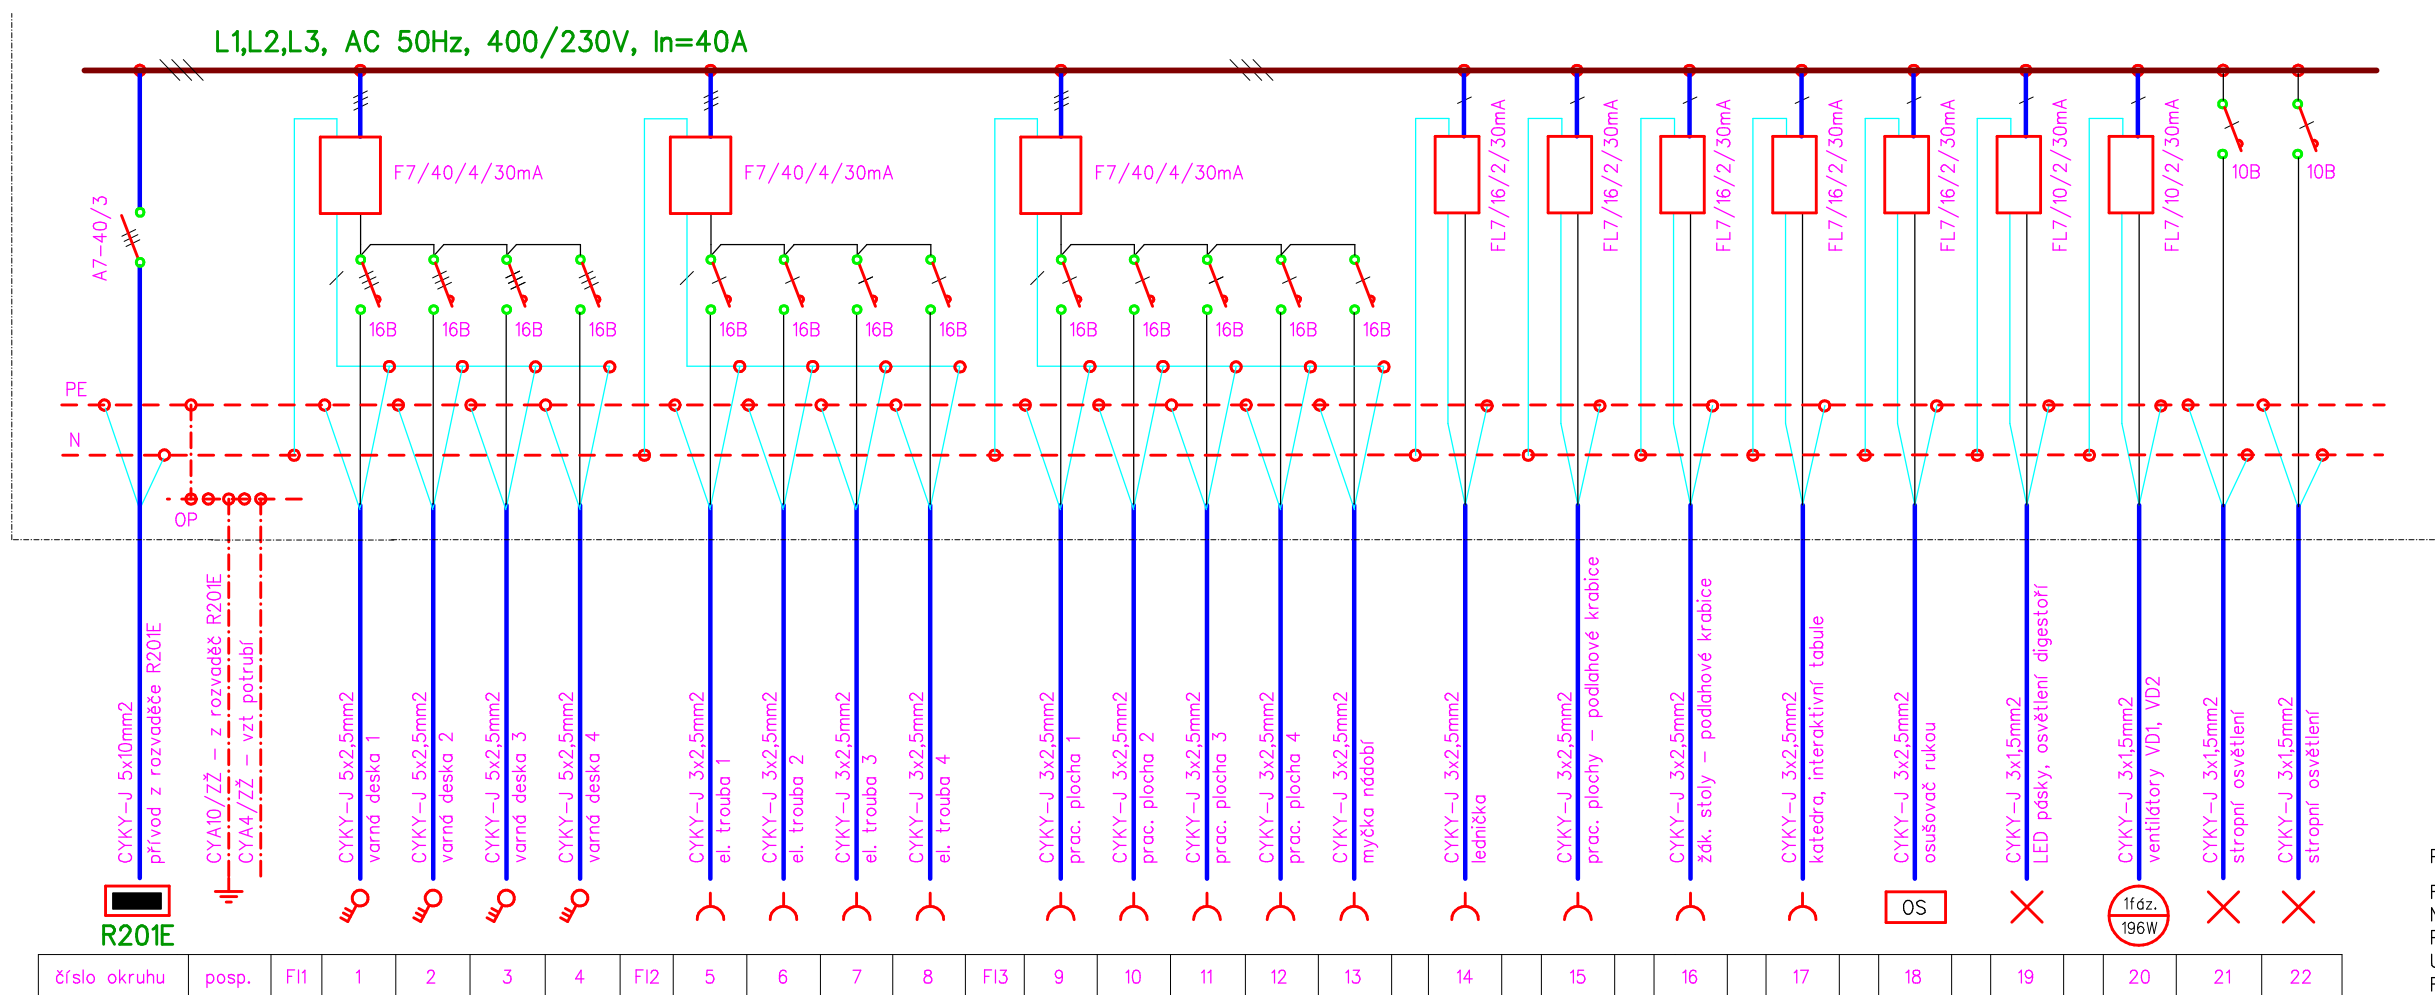 L1,L2,L3, AC 50Hz, 400/230V, In=40A
A7-40/3
F7/40/4/30mA
F7/40/4/30mA
F7/40/4/30mA
FL7/16/2/30mA
FL7/16/2/30mA
FL7/16/2/30mA
FL7/16/2/30mA
FL7/16/2/30mA
FL7/10/2/30mA
FL7/10/2/30mA
10B
10B
16B
16B
16B
16B
16B
16B
16B
16B
16B
16B
16B
16B
16B
PE
N
OP
CYKY-J 5x10mm2
přívod z rozvaděče R201E
CYA10/ZŽ - z rozvaděč R201E
CYA4/ZŽ - vzt potrubí
CYKY-J 5x2,5mm2
varná deska 1
CYKY-J 5x2,5mm2
varná deska 2
CYKY-J 5x2,5mm2
varná deska 3
CYKY-J 5x2,5mm2
varná deska 4
CYKY-J 3x2,5mm2
el. trouba 1
CYKY-J 3x2,5mm2
el. trouba 2
CYKY-J 3x2,5mm2
el. trouba 3
CYKY-J 3x2,5mm2
el. trouba 4
CYKY-J 3x2,5mm2
prac. plocha 1
CYKY-J 3x2,5mm2
prac. plocha 2
CYKY-J 3x2,5mm2
prac. plocha 3
CYKY-J 3x2,5mm2
prac. plocha 4
CYKY-J 3x2,5mm2
myčka nádobí
CYKY-J 3x2,5mm2
lednička
CYKY-J 3x2,5mm2
prac. plochy - podlahové krabice
CYKY-J 3x2,5mm2
žák. stoly - podlahové krabice
CYKY-J 3x2,5mm2
katedra, interaktivní tabule
CYKY-J 3x2,5mm2
osušovač rukou
CYKY-J 3x1,5mm2
LED pásky, osvětlení digestoří
CYKY-J 3x1,5mm2
ventilátory VD1, VD2
CYKY-J 3x1,5mm2
stropní osvětlení
CYKY-J 3x1,5mm2
stropní osvětlení
R201E
OS
1fáz.
196W
číslo okruhu posp. FI1 1 2 3 4 FI2 5 6 7 8 FI3 9 10 11 12 13 14 15 16 17 18 19 20 21 22